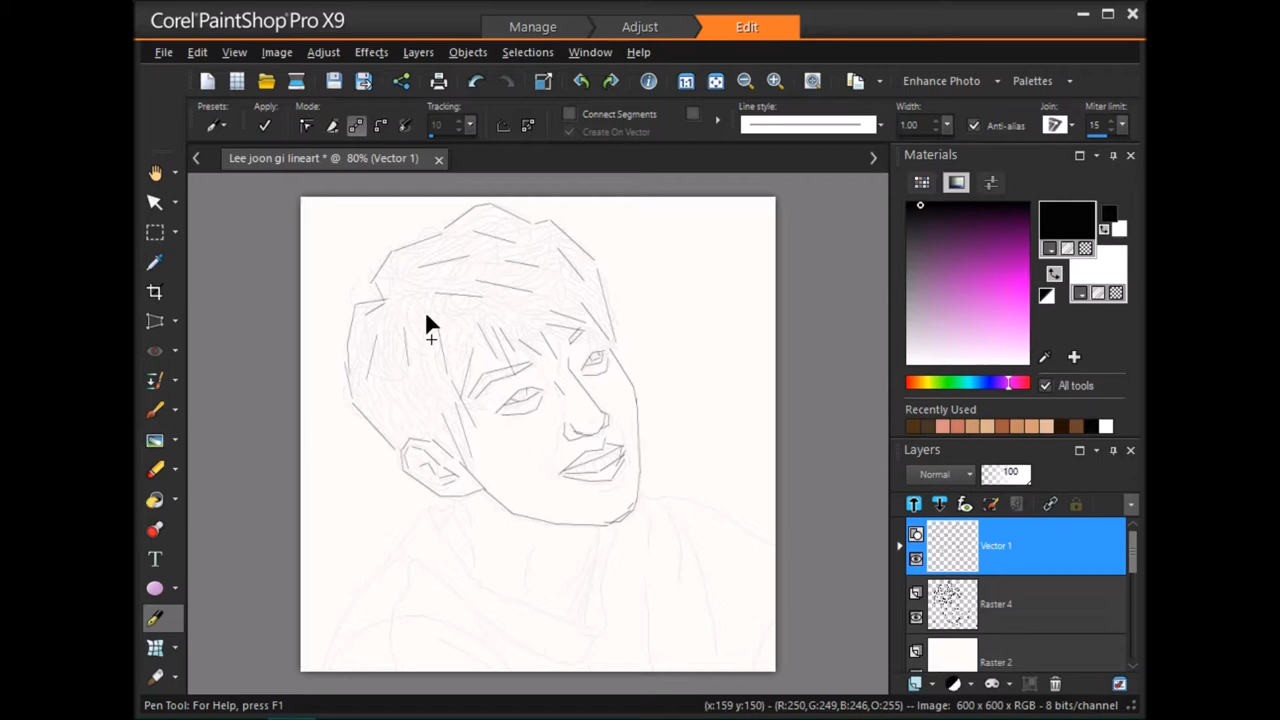 Corel PaintShop Pro X9
Manage
Adjust
Edit
File Edit View Image Adjust Effects Layers Objects Selections Window Help
Enhance Photo
Palettes
Presets: Apply: Mode: Tracking: Connect Segments Line style: Width: Join: Miter limit:
10 Create On Vector 1.00 Anti-alias 15
Lee joon gi lineart * @ 80% (Vector 1)
Materials
All tools
Recently Used
Layers
Normal 100
Vector 1
Raster 4
Raster 2
Pen Tool: For Help, press F1
(x:159 y:150) - (R:250,G:249,B:246,O:255) -- Image: 600 x 600 x RGB - 8 bits/channel